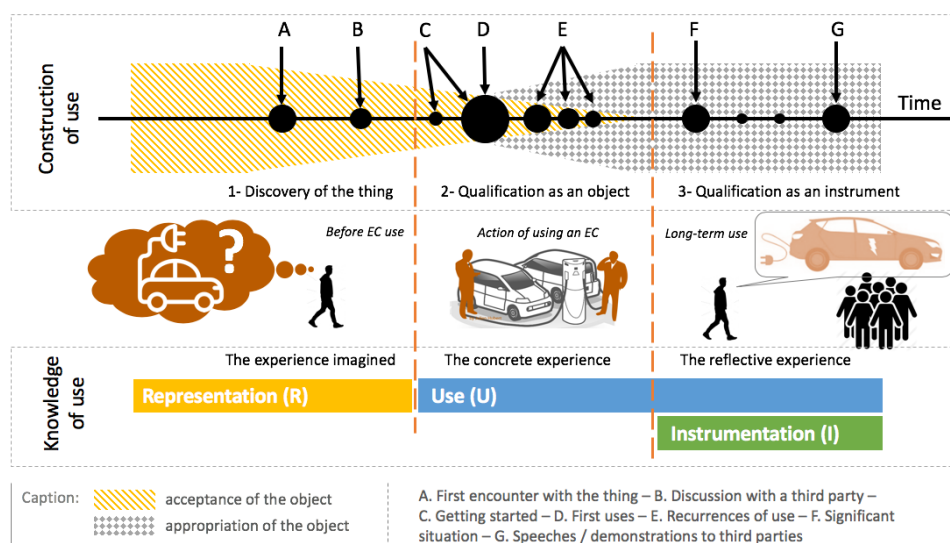 A B C D E F G
Construction
of use
Time
1- Discovery of the thing 2- Qualification as an object 3- Qualification as an instrument
?
Before EC use Action of using an EC Long-term use
The experience imagined The concrete experience The reflective experience
Knowledge
of use
Representation (R) Use (U)
Instrumentation (I)
Caption:
acceptance of the object
appropriation of the object
A. First encounter with the thing – B. Discussion with a third party –
C. Getting started – D. First uses – E. Recurrences of use – F. Significant
situation – G. Speeches / demonstrations to third parties